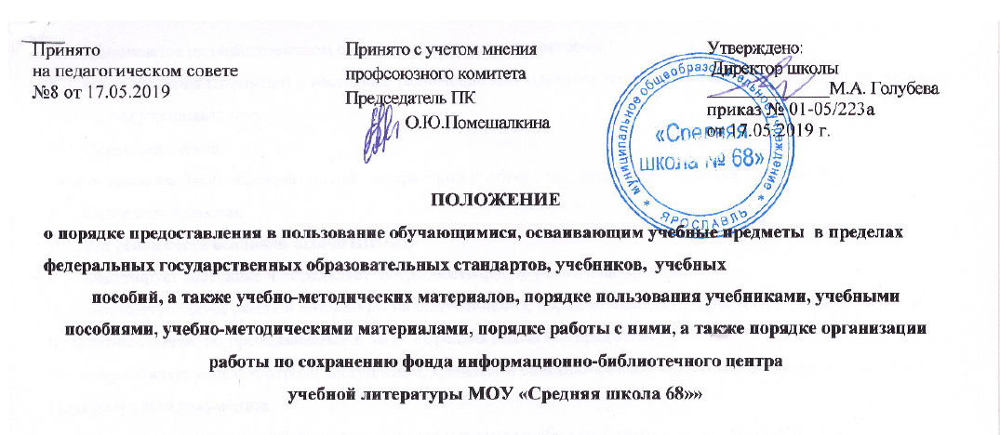 Принято
на педагогическом совете
№8 от 17.05.2019
Принято с учетом мнения
профсоюзного комитета
Председатель ПК
О.Ю.Помешалкина
Утверждено:
Директор школы
______________М.А. Голубева
приказ № 01-05/223а
от 17.05.2019 г.
* муниципальное общеобразовательное учреждение *
«Средняя
школа № 68»
ЯРОСЛАВЛЬ
ПОЛОЖЕНИЕ
о порядке предоставления в пользование обучающимися, осваивающим учебные предметы в пределах
федеральных государственных образовательных стандартов, учебников, учебных
пособий, а также учебно-методических материалов, порядке пользования учебниками, учебными
пособиями, учебно-методическими материалами, порядке работы с ними, а также порядке организации
работы по сохранению фонда информационно-библиотечного центра
учебной литературы МОУ «Средняя школа 68»»